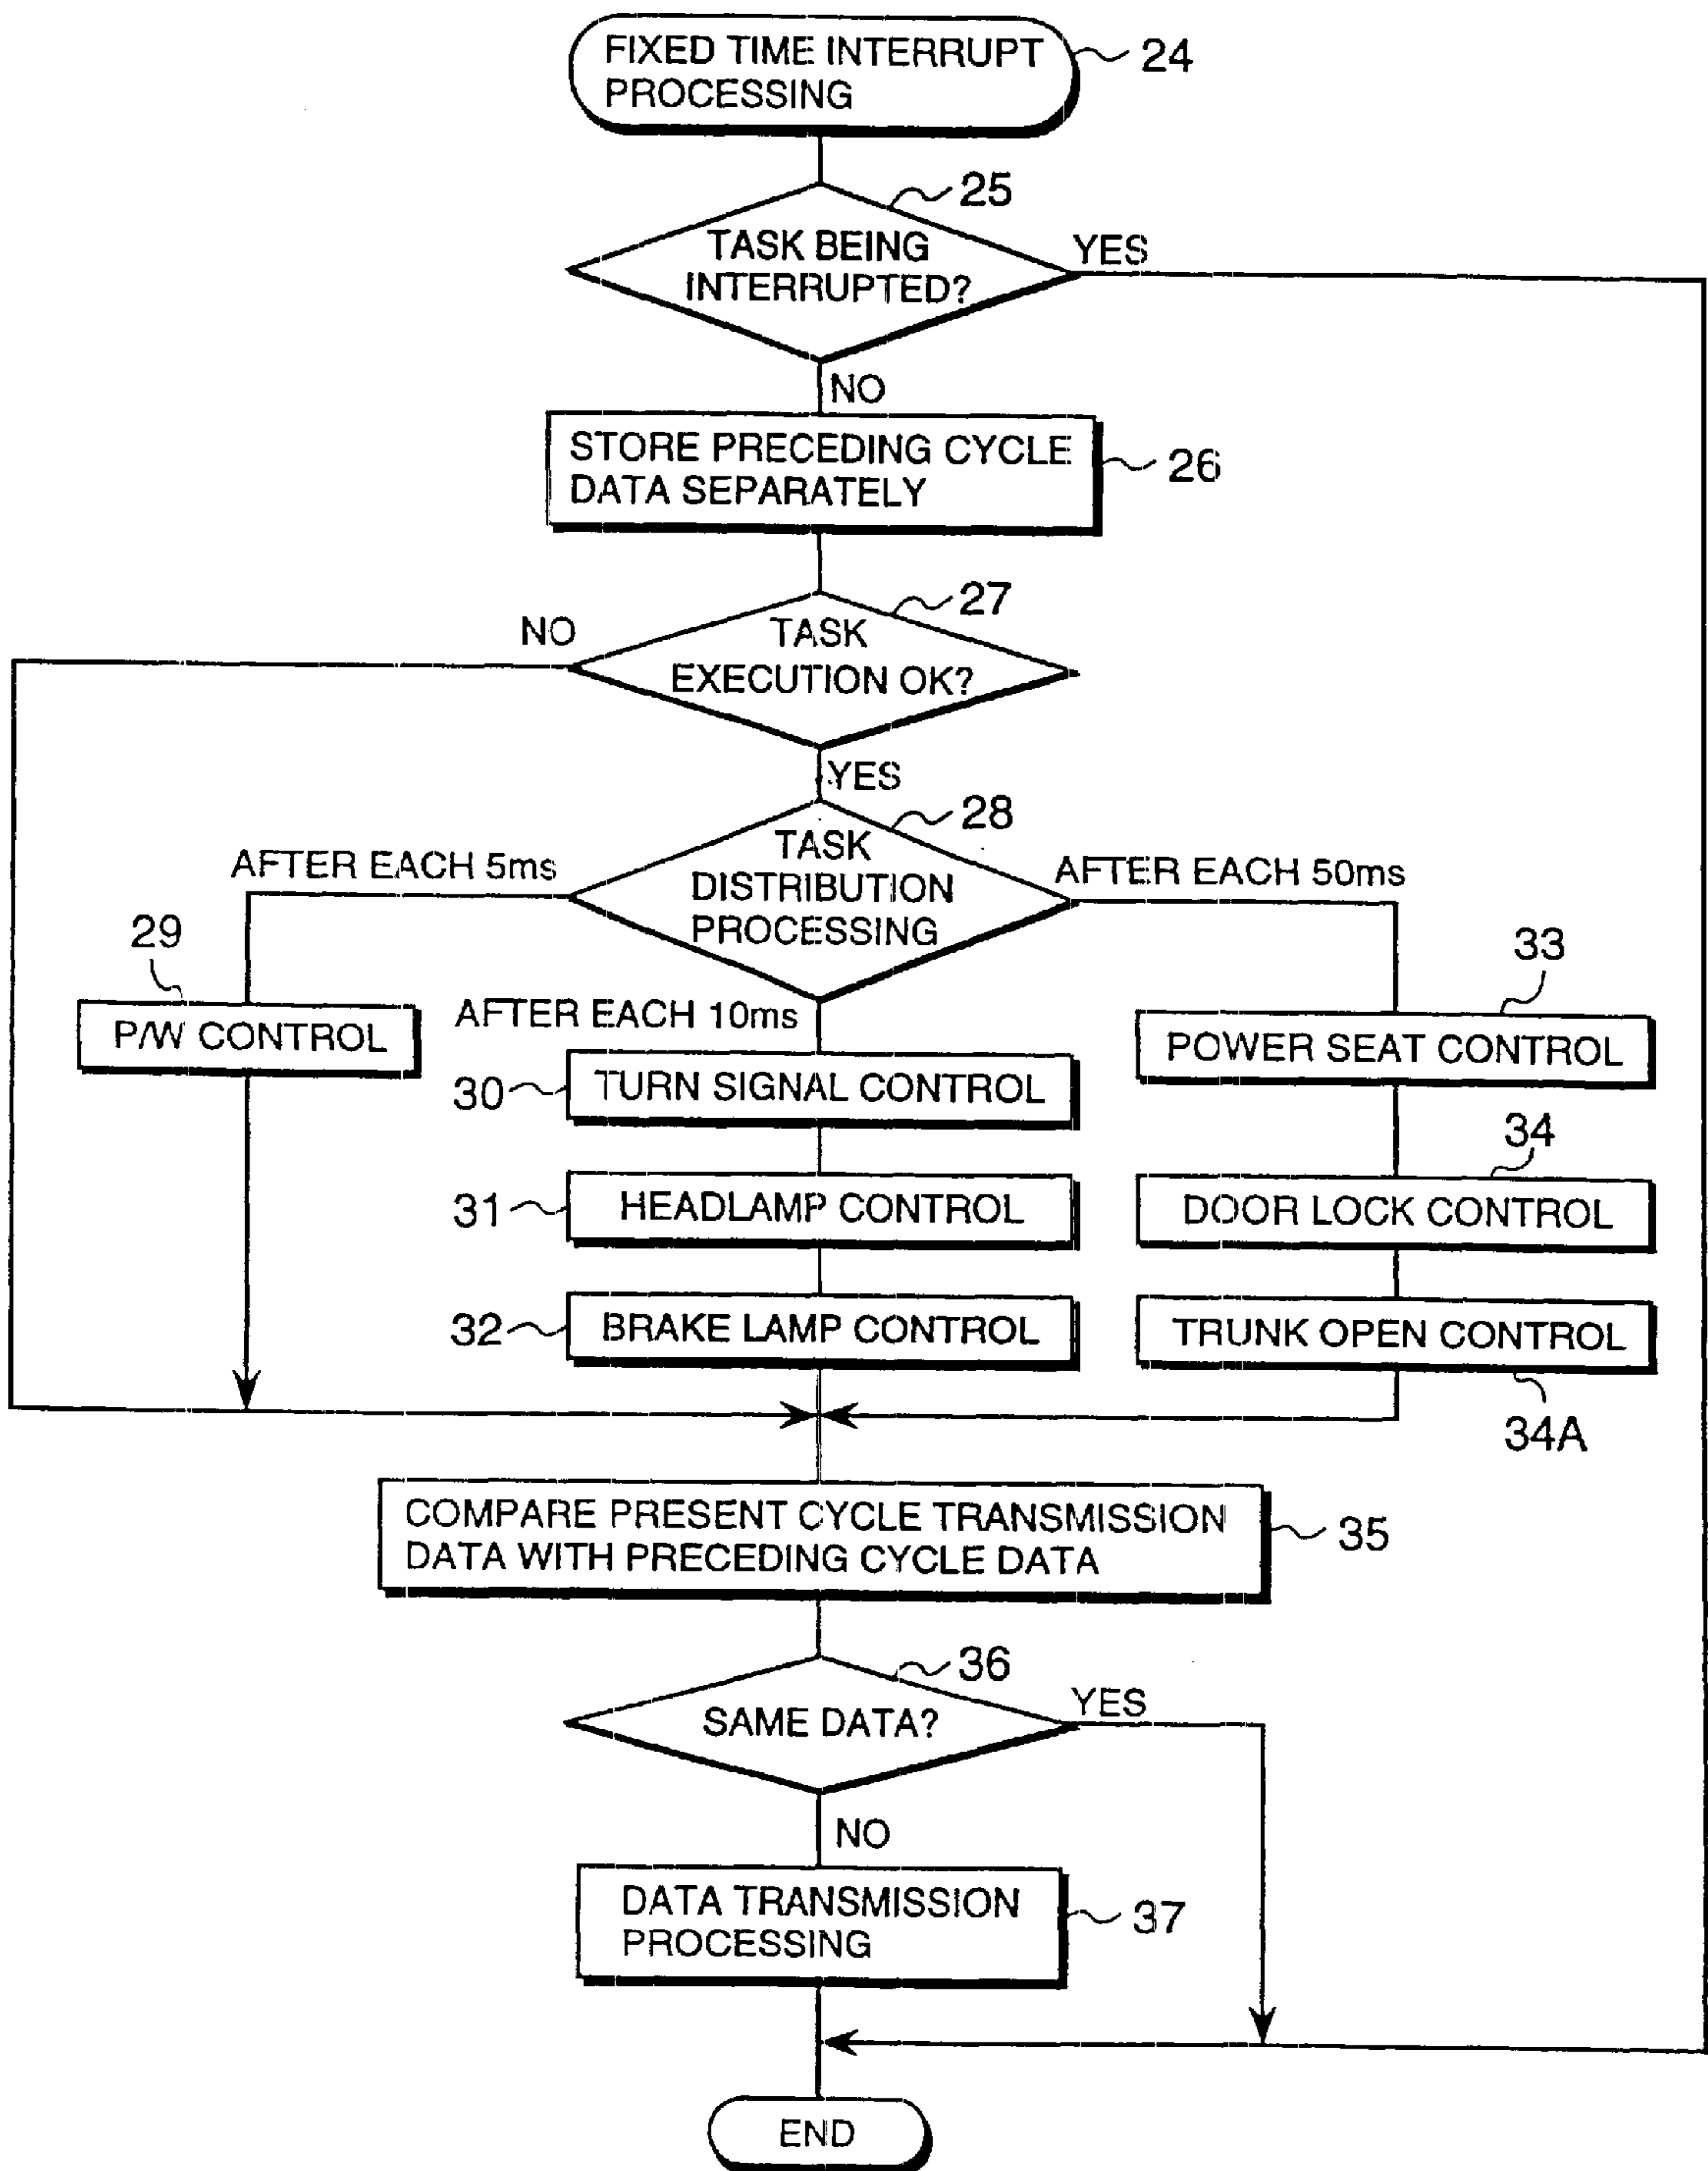 FIXED TIME INTERRUPT
PROCESSING
24
25
TASK BEING
INTERRUPTED?
YES
NO
STORE PRECEDING CYCLE
DATA SEPARATELY
26
27
NO
TASK
EXECUTION OK?
YES
28
TASK
DISTRIBUTION
PROCESSING
AFTER EACH 5ms
AFTER EACH 50ms
29
P/W CONTROL
AFTER EACH 10ms
33
POWER SEAT CONTROL
30
TURN SIGNAL CONTROL
34
31
HEADLAMP CONTROL
DOOR LOCK CONTROL
32
BRAKE LAMP CONTROL
TRUNK OPEN CONTROL
34A
COMPARE PRESENT CYCLE TRANSMISSION
DATA WITH PRECEDING CYCLE DATA
35
36
SAME DATA?
YES
NO
DATA TRANSMISSION
PROCESSING
37
END